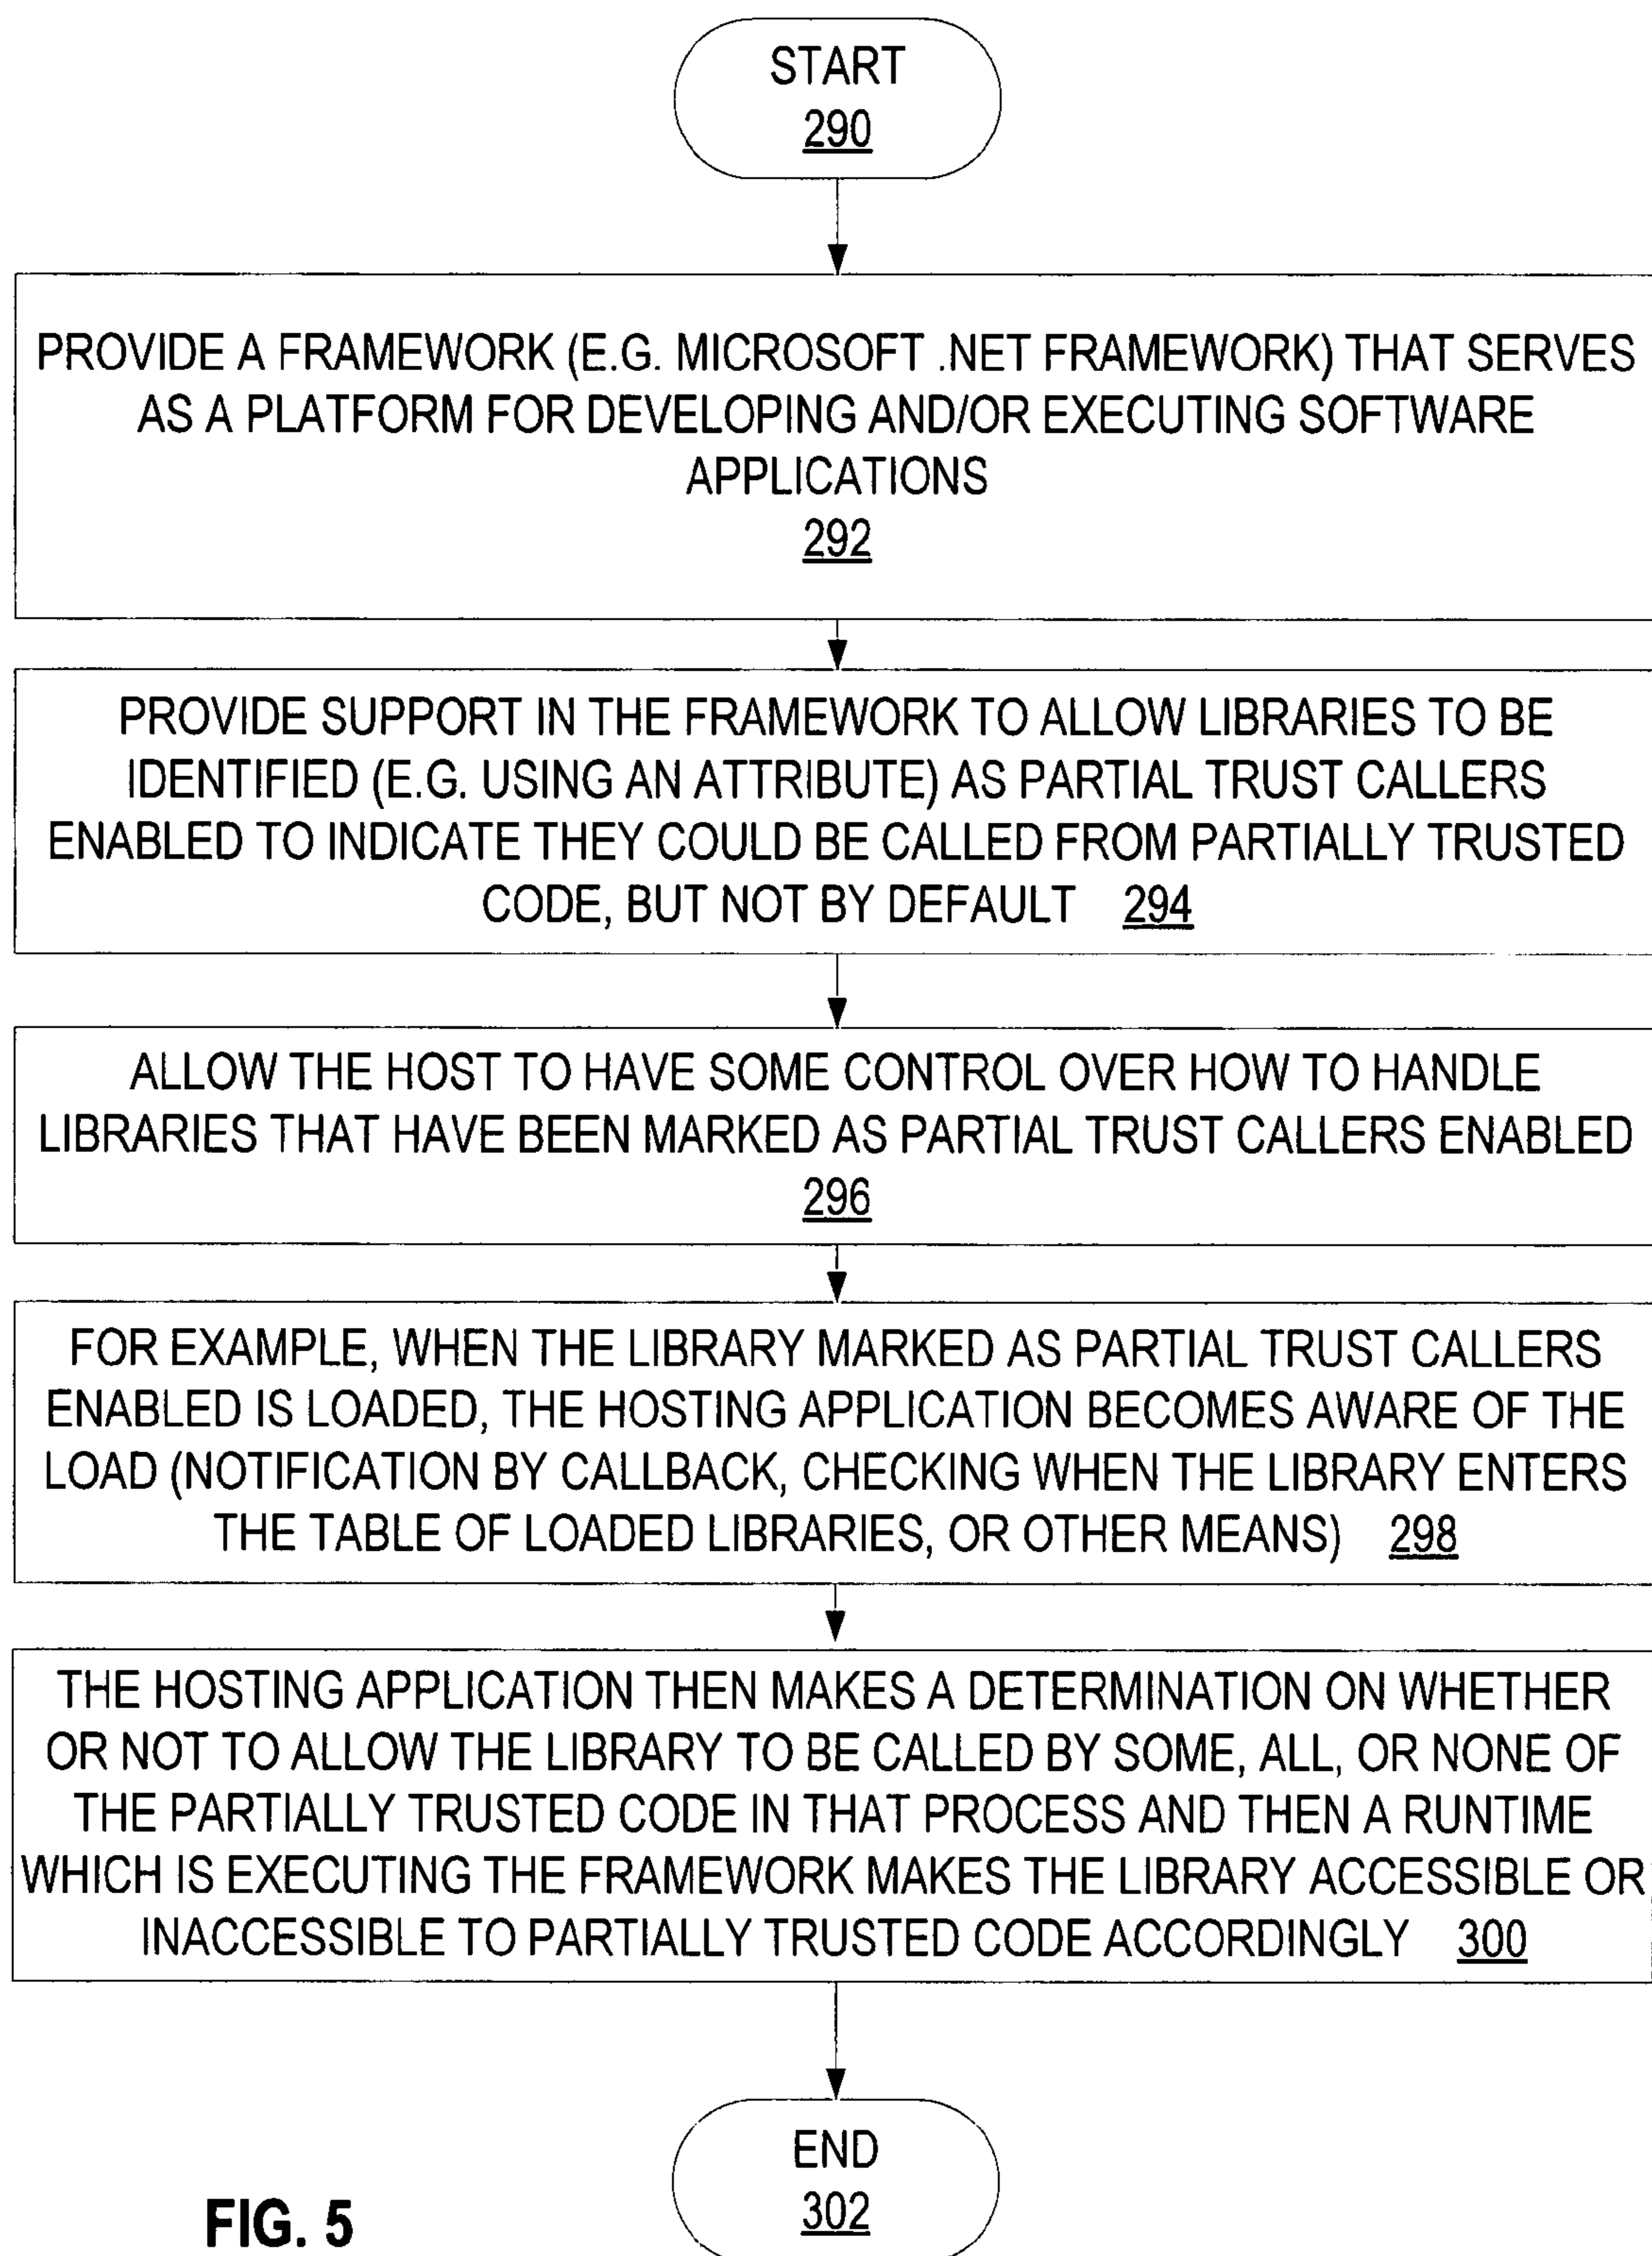 START
290
PROVIDE A FRAMEWORK (E.G. MICROSOFT .NET FRAMEWORK) THAT SERVES
AS A PLATFORM FOR DEVELOPING AND/OR EXECUTING SOFTWARE
APPLICATIONS
292
PROVIDE SUPPORT IN THE FRAMEWORK TO ALLOW LIBRARIES TO BE
IDENTIFIED (E.G. USING AN ATTRIBUTE) AS PARTIAL TRUST CALLERS
ENABLED TO INDICATE THEY COULD BE CALLED FROM PARTIALLY TRUSTED
CODE, BUT NOT BY DEFAULT 294
ALLOW THE HOST TO HAVE SOME CONTROL OVER HOW TO HANDLE
LIBRARIES THAT HAVE BEEN MARKED AS PARTIAL TRUST CALLERS ENABLED
296
FOR EXAMPLE, WHEN THE LIBRARY MARKED AS PARTIAL TRUST CALLERS
ENABLED IS LOADED, THE HOSTING APPLICATION BECOMES AWARE OF THE
LOAD (NOTIFICATION BY CALLBACK, CHECKING WHEN THE LIBRARY ENTERS
THE TABLE OF LOADED LIBRARIES, OR OTHER MEANS) 298
THE HOSTING APPLICATION THEN MAKES A DETERMINATION ON WHETHER
OR NOT TO ALLOW THE LIBRARY TO BE CALLED BY SOME, ALL, OR NONE OF
THE PARTIALLY TRUSTED CODE IN THAT PROCESS AND THEN A RUNTIME
WHICH IS EXECUTING THE FRAMEWORK MAKES THE LIBRARY ACCESSIBLE OR
INACCESSIBLE TO PARTIALLY TRUSTED CODE ACCORDINGLY 300
END
302
FIG. 5